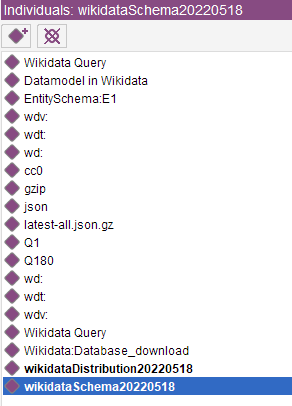 Individuals: wikidataSchema20220518
Wikidata Query
Datamodel in Wikidata
EntitySchema:E1
wdv:
wdt:
wd:
cc0
gzip
json
latest-all.json.gz
Q1
Q180
wd:
wdt:
wdv:
Wikidata Query
Wikidata:Database_download
wikidataDistribution20220518
wikidataSchema20220518